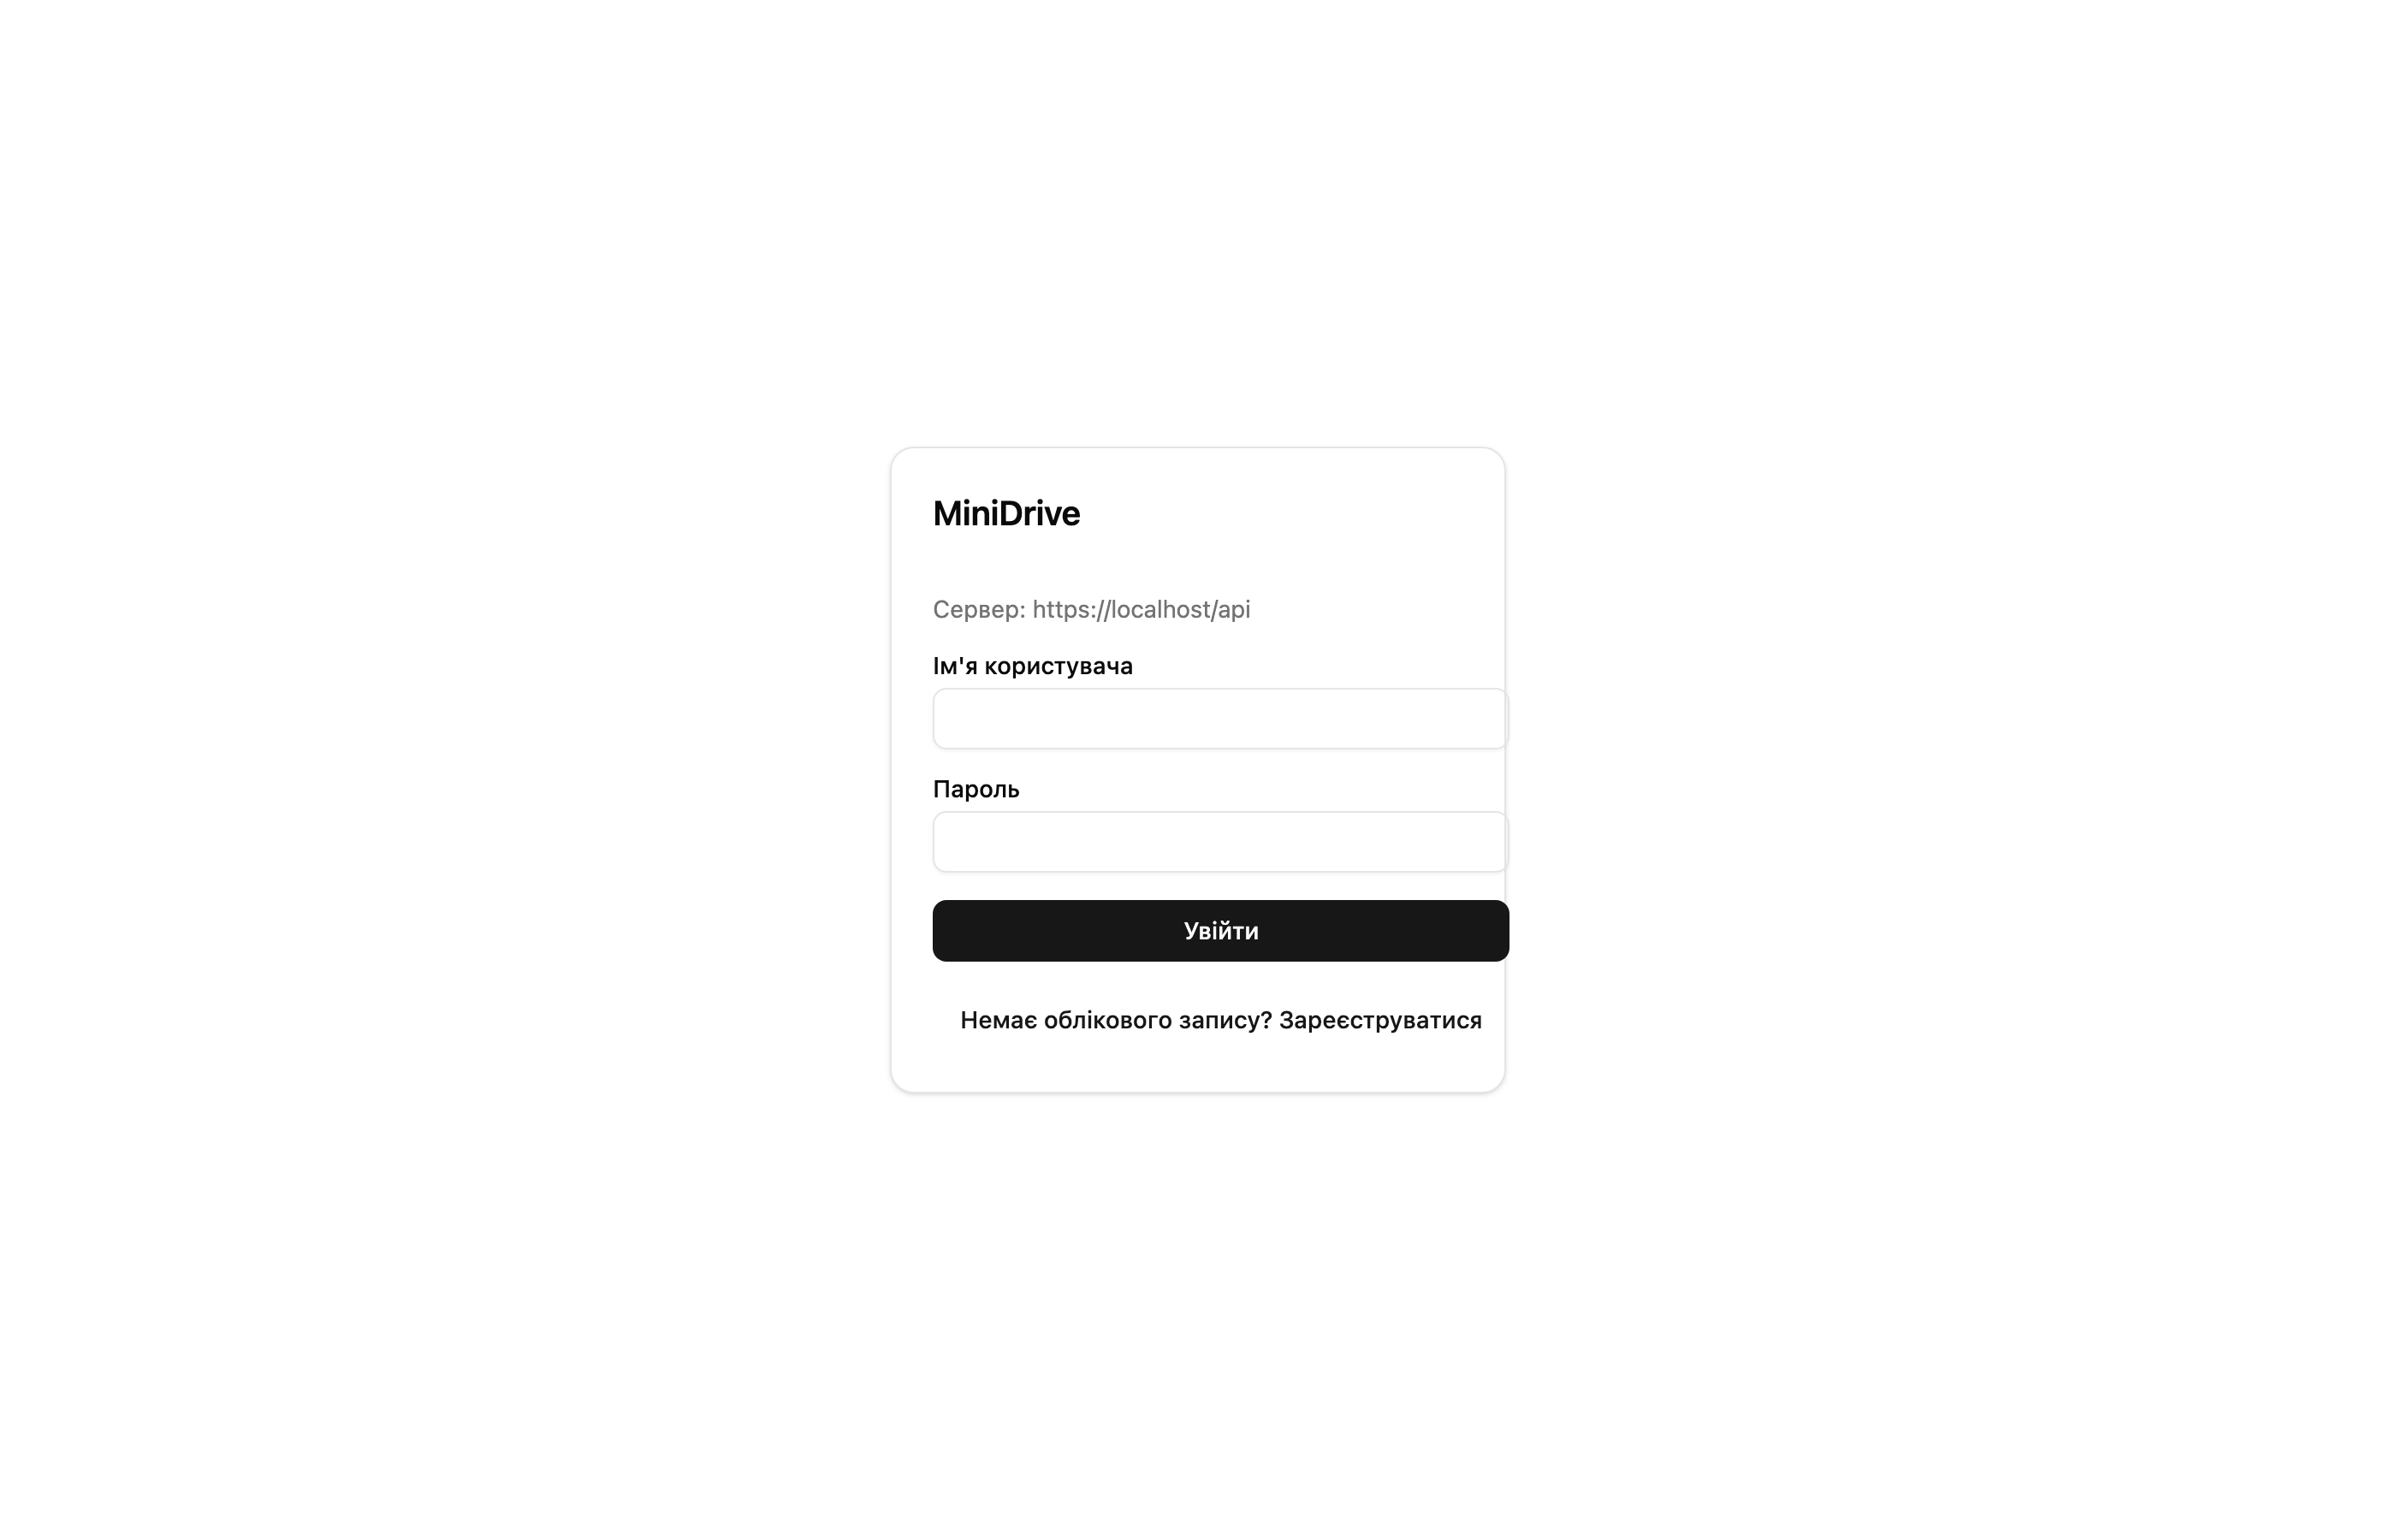 MiniDrive
Сервер: https://localhost/api
Ім'я користувача
Пароль
Увійти
Немає облікового запису? Зареєструватися